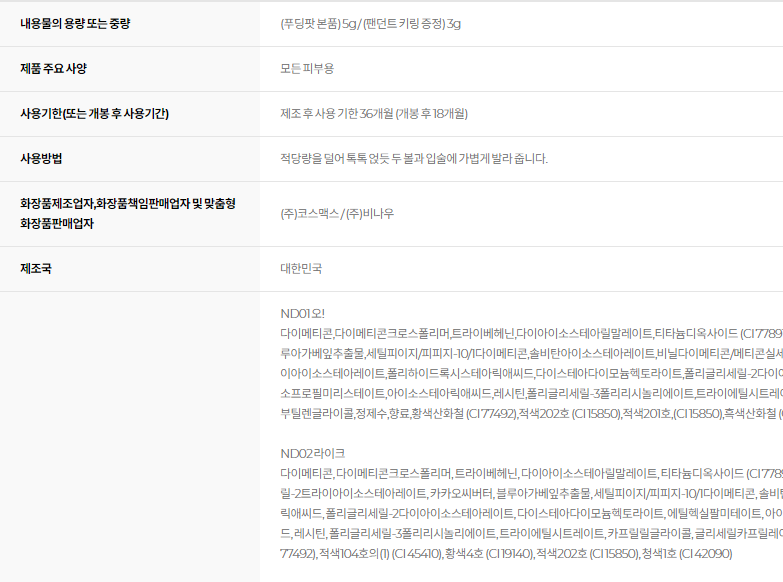 내용물의 용량 또는 중량
(푸딩팟 본품) 5g / (팬던트 키링 증정) 3g
제품 주요 사양
모든 피부용
사용기한(또는 개봉 후 사용기간)
제조 후 사용 기한 36개월 (개봉 후 18개월)
사용방법
적당량을 덜어 톡톡 얹듯 두 볼과 입술에 가볍게 발라 줍니다.
화장품제조업자,화장품책임판매업자 및 맞춤형
화장품판매업자
(주)코스맥스 / (주)비나우
제조국
대한민국
ND01 오!
다이메티콘,다이메티콘크로스폴리머,트라이베헤닌,다이아이소스테아릴말레이트,티타늄디옥사이드 (CI 7789
루아가베잎추출물,세틸피이지/피피지-10/1다이메티콘,솔비탄아이소스테아레이트,비닐다이메티콘/메티콘실세
이아이소스테아레이트,폴리하이드록시스테아릭애씨드,다이스테아다이모늄헥토라이트,폴리글리세릴-2다이아
소프로필미리스테이트,아이소스테아릭애씨드,레시틴,폴리글리세릴-3폴리리시놀리에이트,트라이에틸시트레이
부틸렌글라이콜,정제수,향료,황색산화철 (CI 77492),적색202호 (CI 15850),적색201호,(CI 15850),흑색산화철 (
ND02 라이크
다이메티콘, 다이메티콘크로스폴리머, 트라이베헤닌, 다이아이소스테아릴말레이트, 티타늄디옥사이드 (CI 7789
릴-2트라이아이소스테아레이트, 카카오씨버터, 블루아가베잎추출물, 세틸피이지/피피지-10/1다이메티콘, 솔비탄
릭애씨드, 폴리글리세릴-2다이아이소스테아레이트, 다이스테아다이모늄헥토라이트, 에틸헥실팔미테이트, 아이
드, 레시틴, 폴리글리세릴-3폴리리시놀리에이트, 트라이에틸시트레이트, 카프릴릴글라이콜, 글리세릴카프릴레이
77492), 적색104호의(1) (CI 45410), 황색4호 (CI 19140), 적색202호 (CI 15850), 청색1호 (CI 42090)